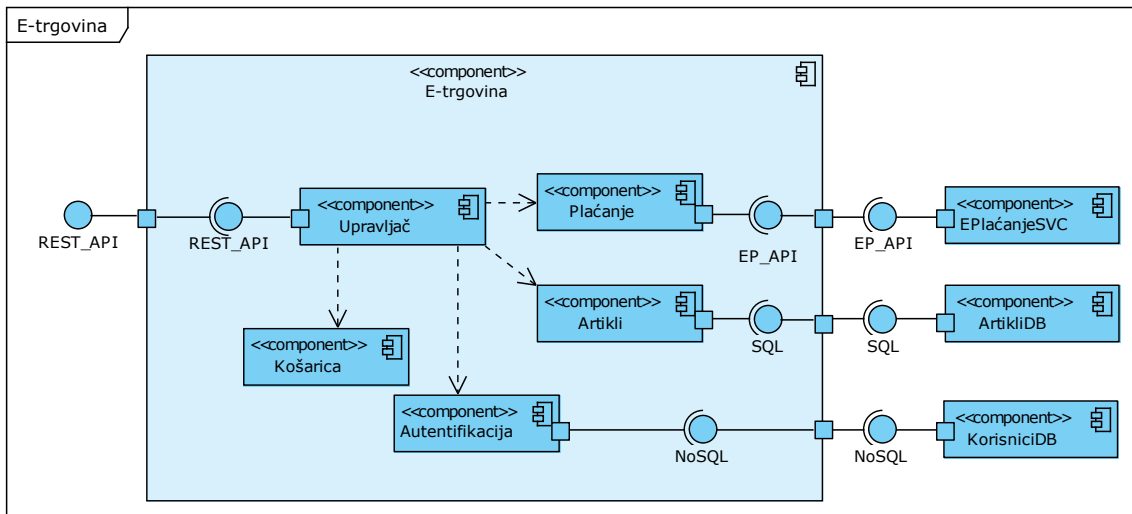 E-trgovina
<<component>>
E-trgovina
REST_API
REST_API
<<component>>
Upravljač
<<component>>
Plaćanje
EP_API
EP_API
<<component>>
EPlaćanjeSVC
<<component>>
Artikli
SQL
SQL
<<component>>
ArtikliDB
<<component>>
Košarica
<<component>>
Autentifikacija
NoSQL
NoSQL
<<component>>
KorisniciDB